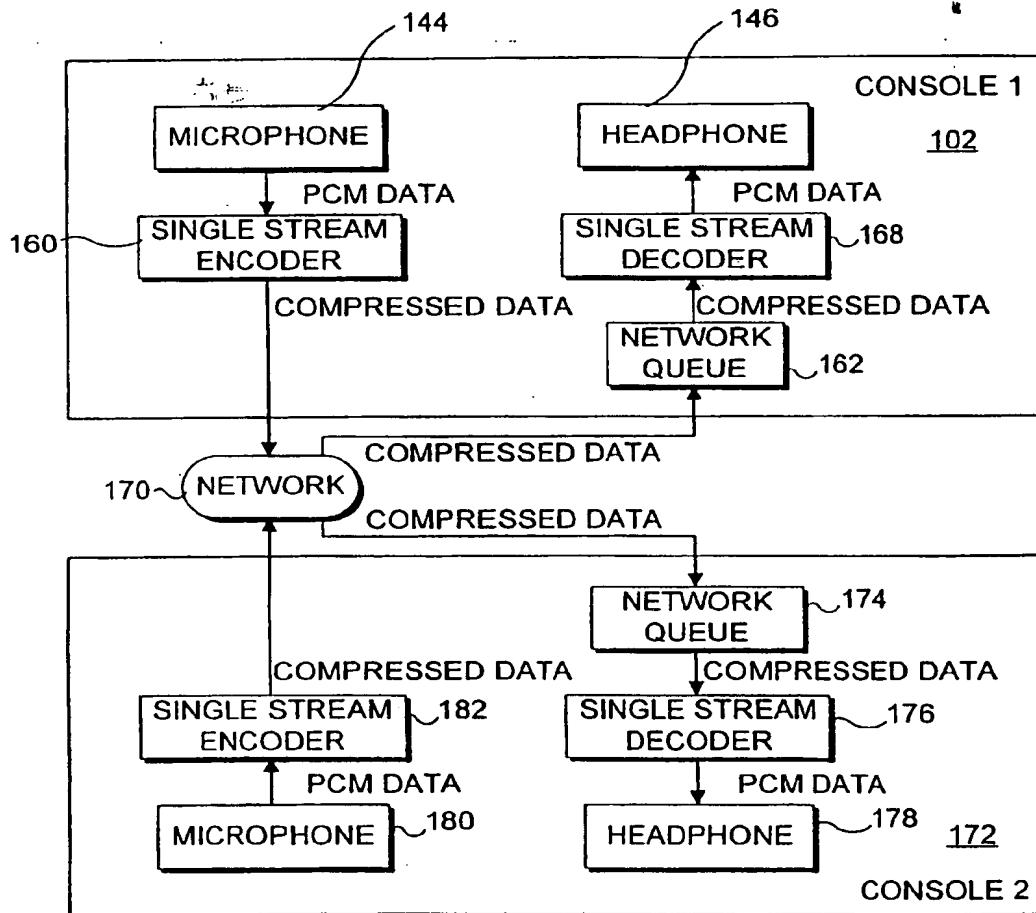 144
146
CONSOLE 1
MICROPHONE
HEADPHONE
102
PCM DATA
PCM DATA
160
SINGLE STREAM
ENCODER
SINGLE STREAM
DECODER
168
COMPRESSED DATA
COMPRESSED DATA
NETWORK
QUEUE
162
COMPRESSED DATA
170
NETWORK
COMPRESSED DATA
NETWORK
QUEUE
174
COMPRESSED DATA
COMPRESSED DATA
SINGLE STREAM
ENCODER
182
SINGLE STREAM
DECODER
176
PCM DATA
PCM DATA
MICROPHONE
180
HEADPHONE
178
172
CONSOLE 2